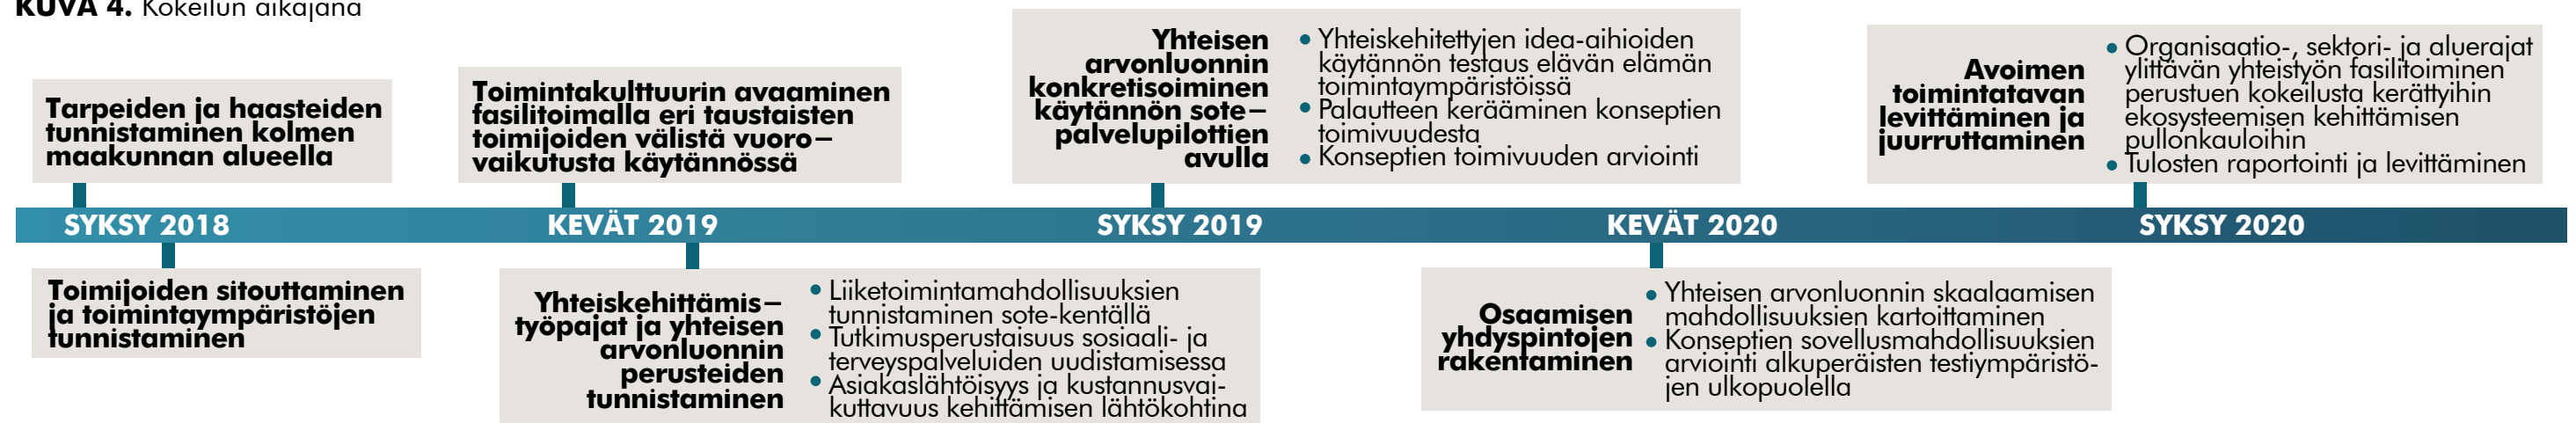 KUVA 4. Kokeilun aikajana
Tarpeiden ja haasteiden
tunnistaminen kolmen
maakunnan alueella
Toimintakulttuurin avaaminen
fasilitoimalla eri taustaisten
toimijoiden välistä vuoro–
vaikutusta käytännössä
Yhteisen
arvonluonnin
konkretisoiminen
käytännön sote–
palvelupilottien
avulla
• Yhteiskehitettyjen idea-aihioiden
käytännön testaus elävän elämän
toimintaympäristöissä
• Palautteen kerääminen konseptien
toimivuudesta
• Konseptien toimivuuden arviointi
Avoimen
toimintatavan
levittäminen ja
juurruttaminen
• Organisaatio-, sektori- ja aluerajat
ylittävän yhteistyön fasilitoiminen
perustuen kokeilusta kerättyihin
ekosysteemisen kehittämisen
pullonkauloihin
• Tulosten raportointi ja levittäminen
SYKSY 2018
KEVÄT 2019
SYKSY 2019
KEVÄT 2020
SYKSY 2020
Toimijoiden sitouttaminen
ja toimintaympäristöjen
tunnistaminen
Yhteiskehittämis–
työpajat ja yhteisen
arvonluonnin
perusteiden
tunnistaminen
• Liiketoimintamahdollisuuksien
tunnistaminen sote-kentällä
• Tutkimusperustaisuus sosiaali- ja
terveyspalveluiden uudistamisessa
• Asiakaslähtöisyys ja kustannusvai-
kuttavuus kehittämisen lähtökohtina
Osaamisen
yhdyspintojen
rakentaminen
• Yhteisen arvonluonnin skaalaamisen
mahdollisuuksien kartoittaminen
• Konseptien sovellusmahdollisuuksien
arviointi alkuperäisten testiympäristö-
jen ulkopuolella